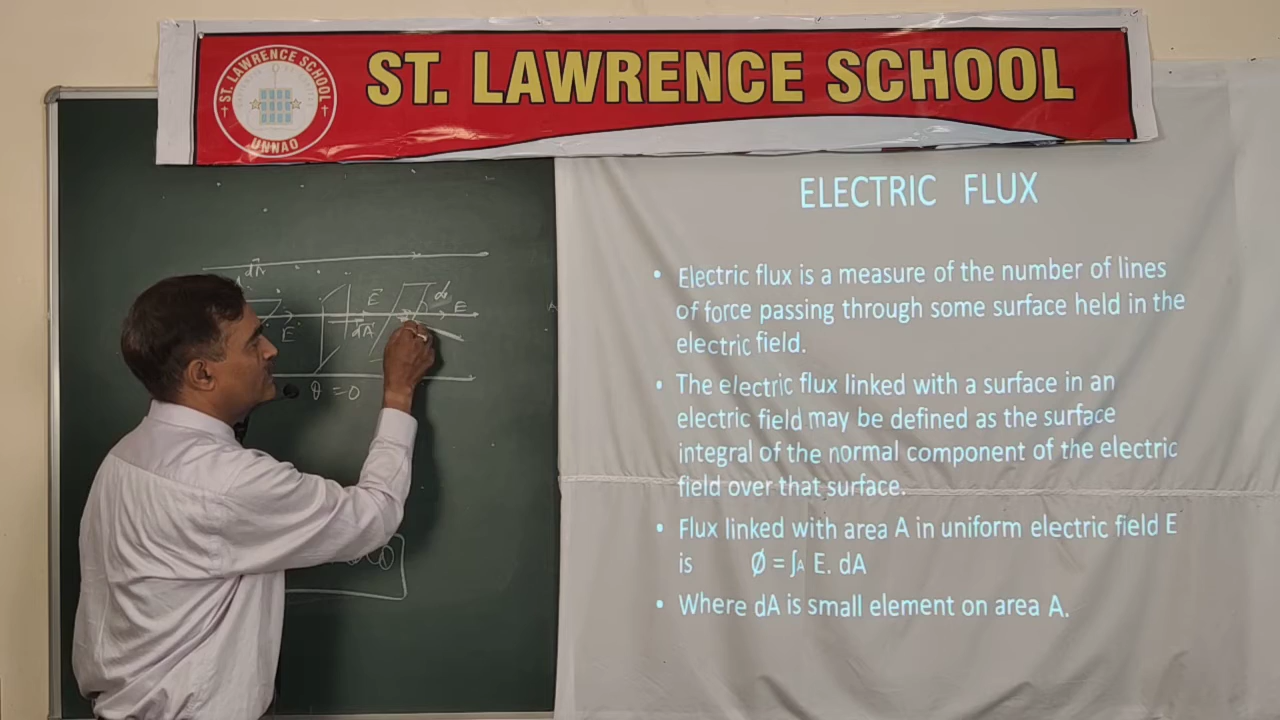 ST. LAWRENCE SCHOOL
ST. LAWRENCE SCHOOL
UNNAO
ELECTRIC FLUX
• Electric flux is a measure of the number of lines
of force passing through some surface held in the
electric field.
• The electric flux linked with a surface in an
electric field may be defined as the surface
integral of the normal component of the electric
field over that surface.
• Flux linked with area A in uniform electric field E
is Ø = ∫A E. dA
• Where dA is small element on area A.
dA
E
E
dA
E
θ = 0